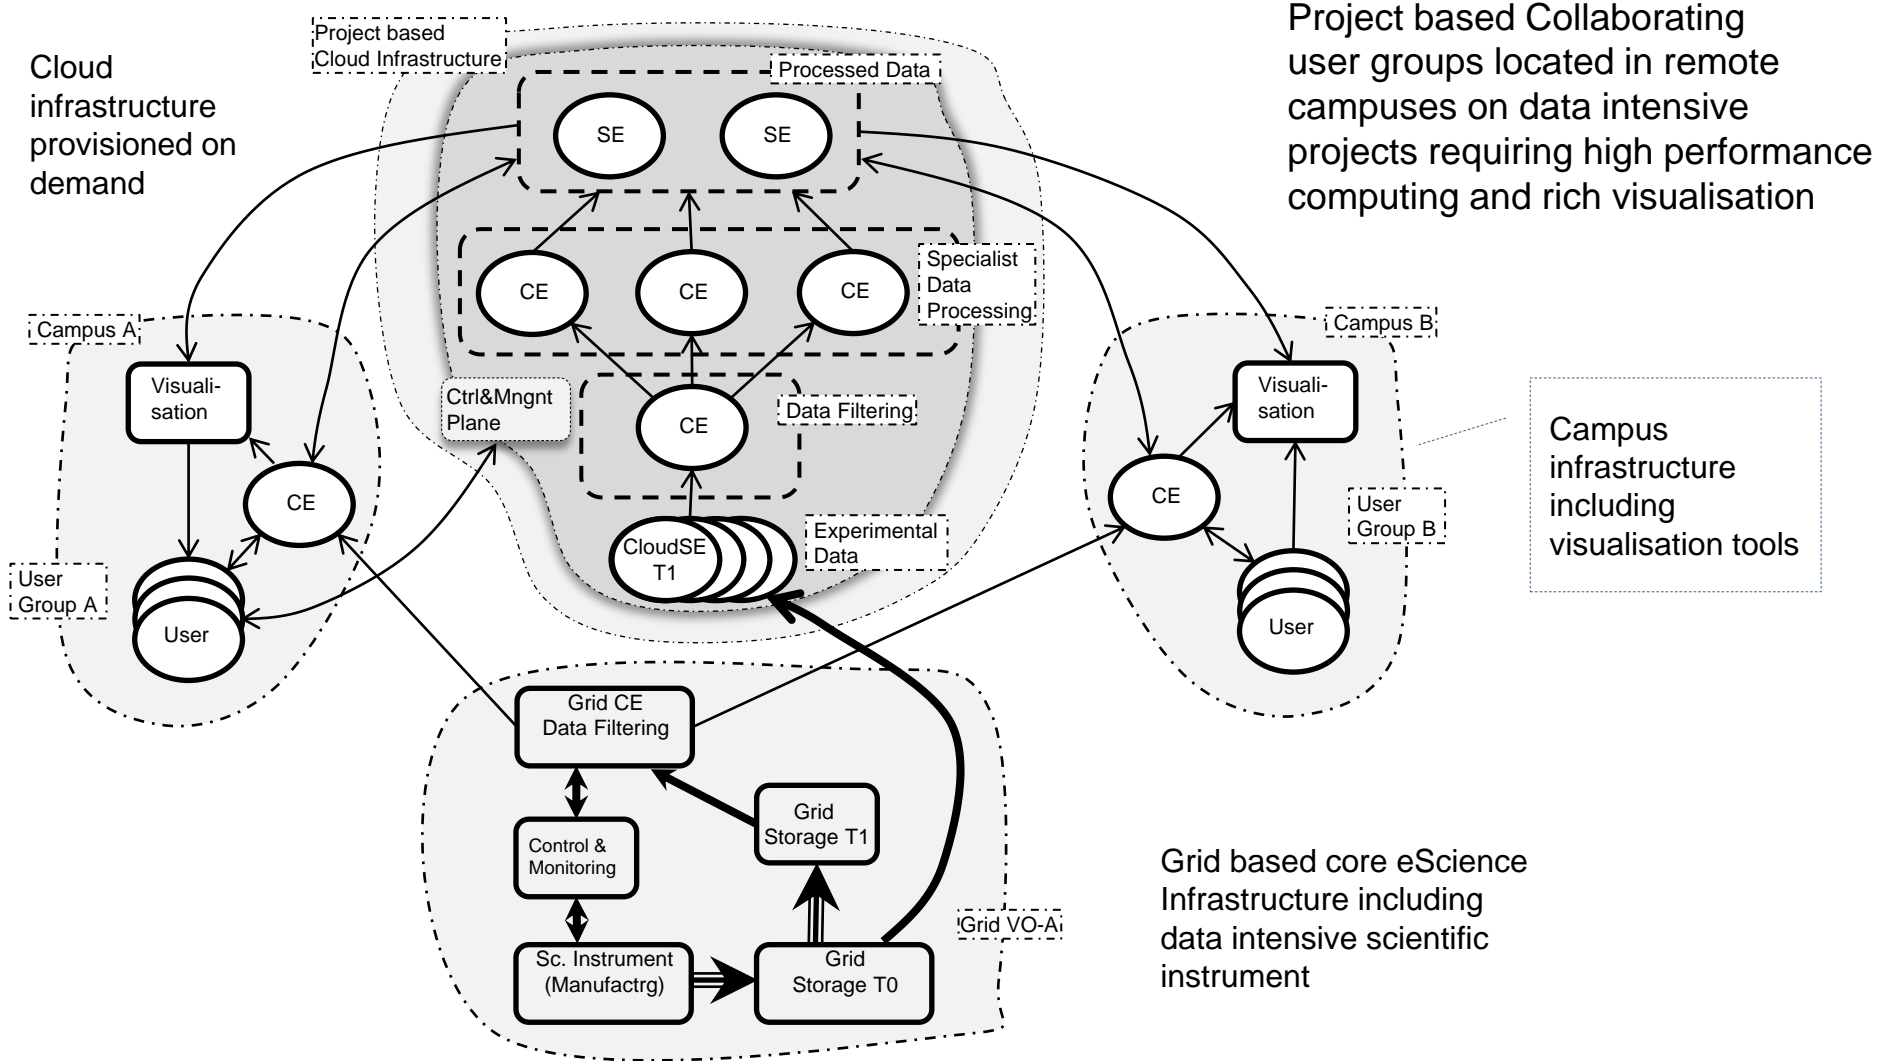 Project based
Cloud Infrastructure
Cloud
infrastructure
provisioned on
demand
Project based Collaborating
user groups located in remote
campuses on data intensive
projects requiring high performance
computing and rich visualisation
Processed Data
SE
SE
Specialist
Data
Processing
CE
CE
CE
Campus A
Visuali-
sation
CE
User
Group A
User
Ctrl&Mngnt
Plane
CE
Data Filtering
CloudSE
T1
Experimental
Data
Campus B
Visuali-
sation
CE
User
Group B
User
Campus
infrastructure
including
visualisation tools
Grid CE
Data Filtering
Grid
Storage T1
Control &
Monitoring
Grid VO-A
Sc. Instrument
(Manufactrg)
Grid
Storage T0
Grid based core eScience
Infrastructure including
data intensive scientific
instrument